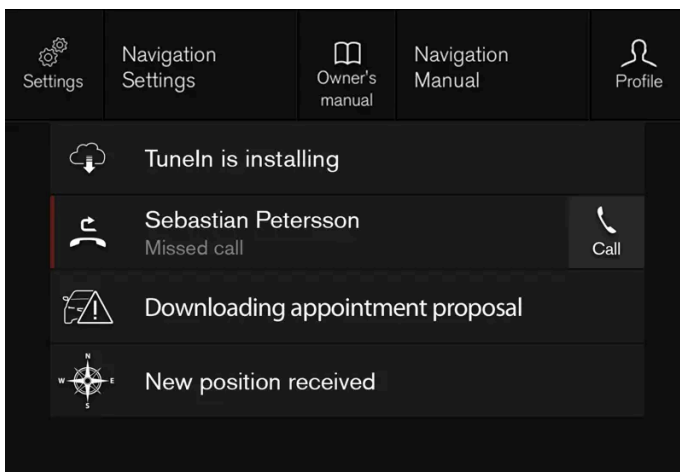 Settings
Navigation
Settings
Owner's
manual
Navigation
Manual
Profile
TuneIn is installing
Sebastian Petersson
Missed call
Call
Downloading appointment proposal
N
W
E
S
New position received